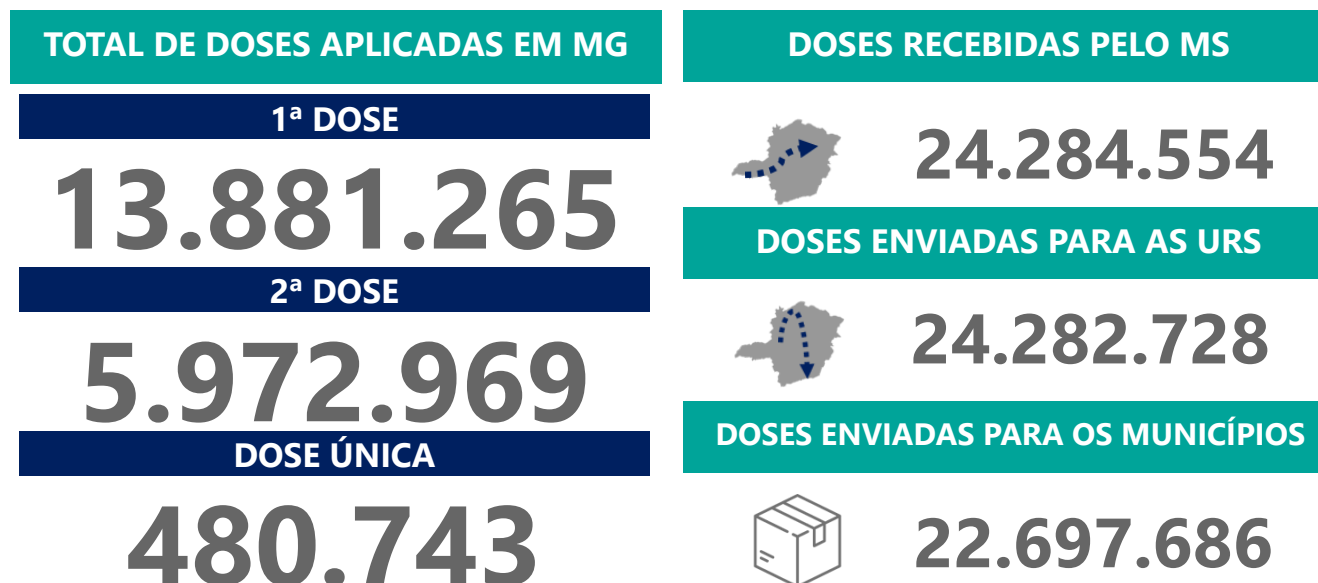 TOTAL DE DOSES APLICADAS EM MG
1ª DOSE
13.881.265
2ª DOSE
5.972.969
DOSE ÚNICA
480.743
DOSES RECEBIDAS PELO MS
24.284.554
DOSES ENVIADAS PARA AS URS
24.282.728
DOSES ENVIADAS PARA OS MUNICÍPIOS
22.697.686